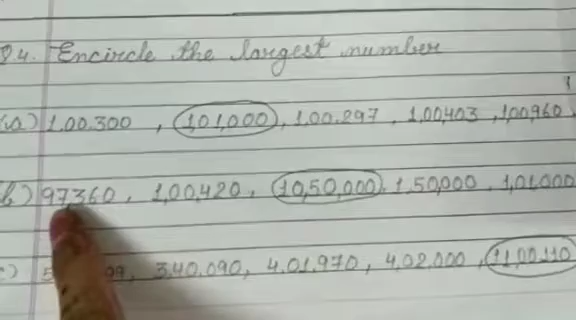 Q4. Encircle the largest number
(a) 1,00,300 , 1,01,000 , 1,00,297 , 1,00,403 , 1,00,960
b) 97,360 , 1,00,420 , 10,50,000 , 1,50,000 , 1,01,000
c) 3,40,090 , 4,01,970 , 4,02,000 , 11,00,110